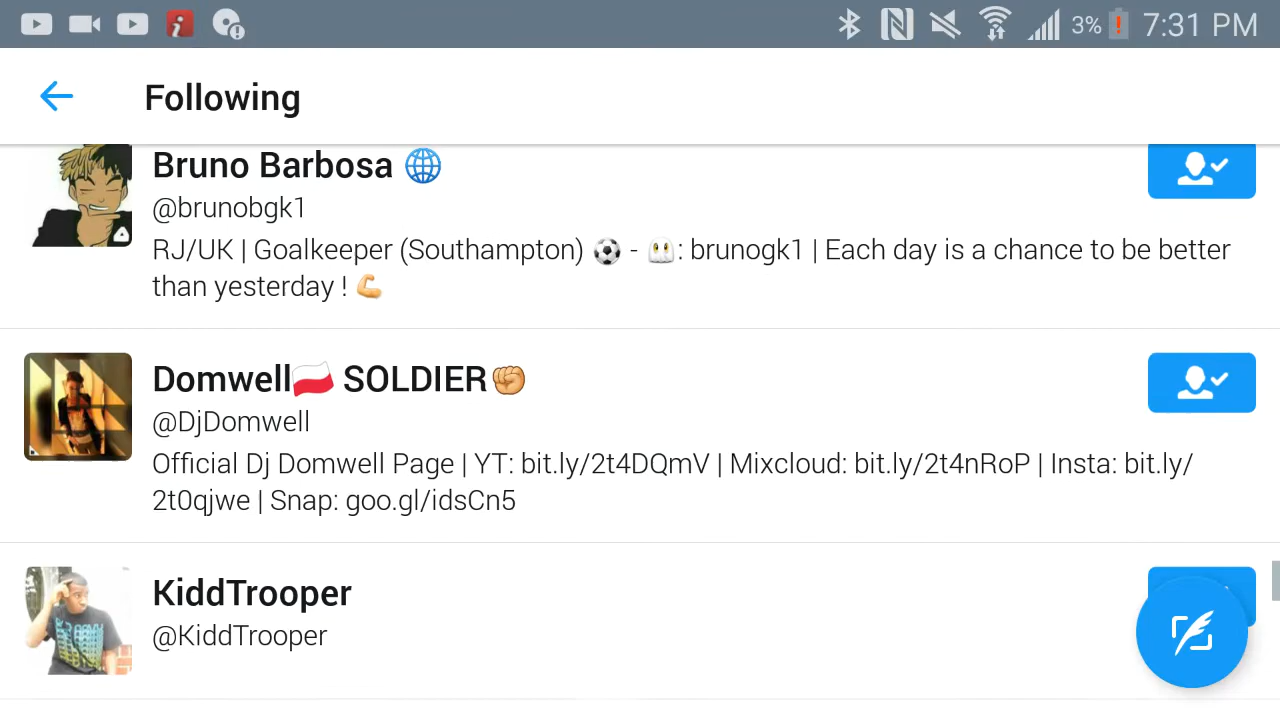 3% 7:31 PM
Following
Bruno Barbosa 🌐
@brunobgk1
RJ/UK | Goalkeeper (Southampton) ⚽ - 👻: brunogk1 | Each day is a chance to be better
than yesterday ! 💪
Domwell🇵🇱 SOLDIER✊
@DjDomwell
Official Dj Domwell Page | YT: bit.ly/2t4DQmV | Mixcloud: bit.ly/2t4nRoP | Insta: bit.ly/
2t0qjwe | Snap: goo.gl/idsCn5
KiddTrooper
@KiddTrooper